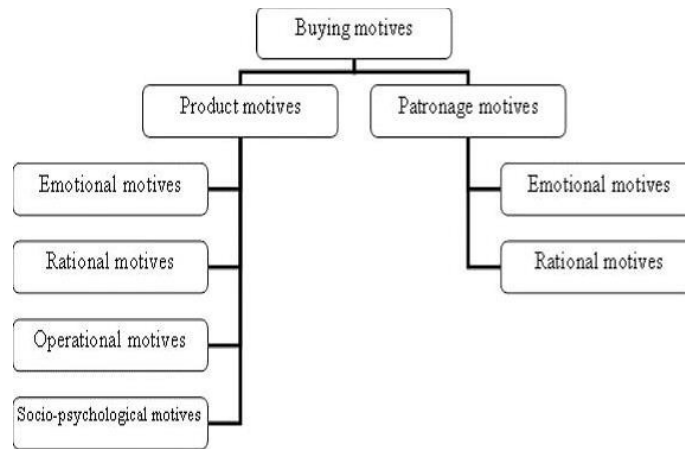 Buying motives
Product motives
Patronage motives
Emotional motives
Emotional motives
Rational motives
Rational motives
Operational motives
Socio-psychological motives